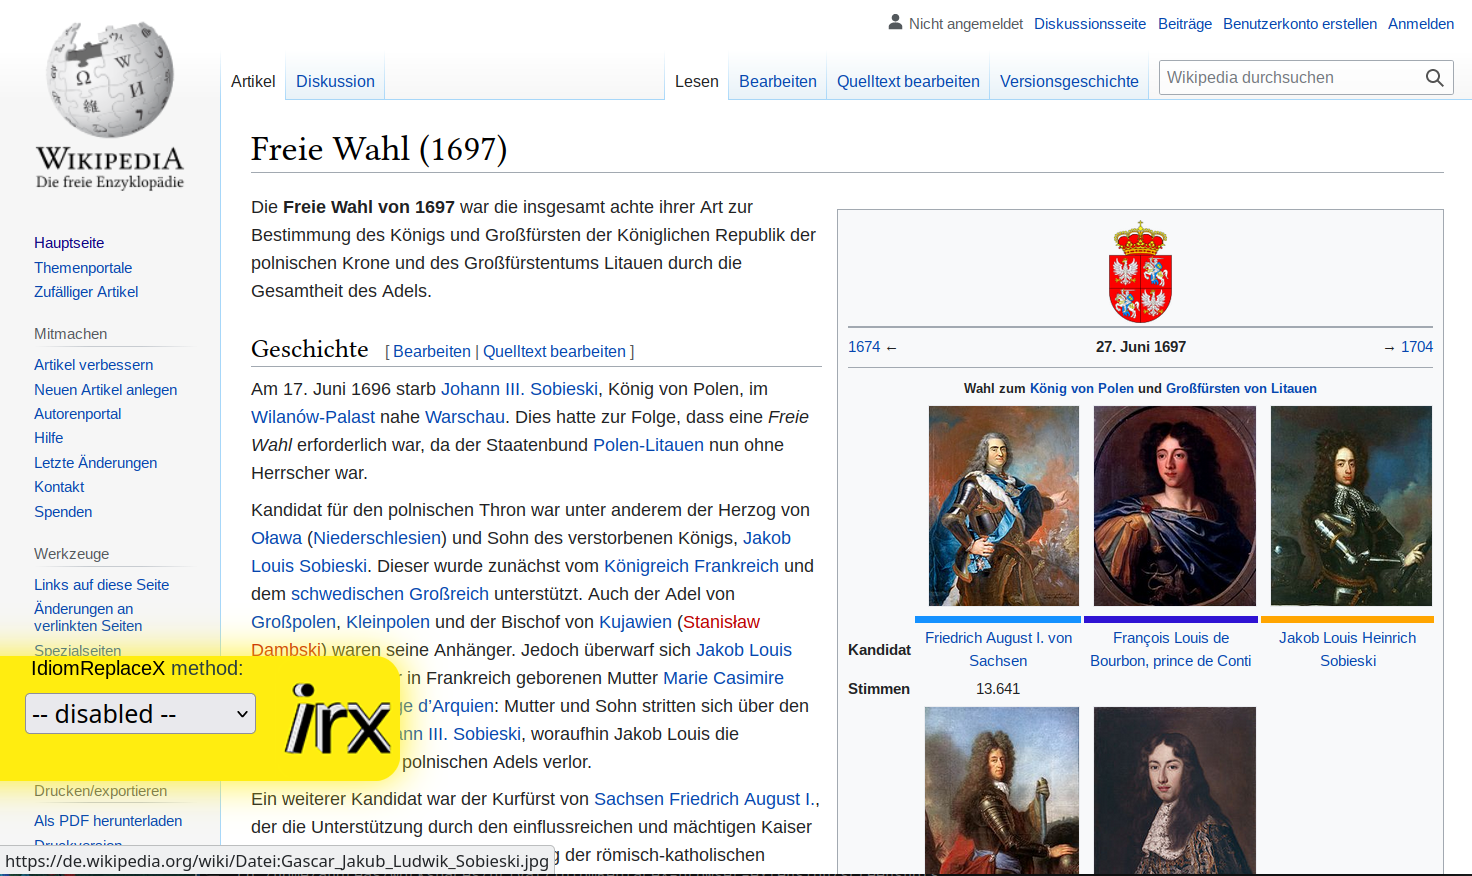 Nicht angemeldet Diskussionsseite Beiträge Benutzerkonto erstellen Anmelden
Artikel Diskussion Lesen Bearbeiten Quelltext bearbeiten Versionsgeschichte Wikipedia durchsuchen
WIKIPEDIA
Die freie Enzyklopädie
Hauptseite
Themenportale
Zufälliger Artikel
Mitmachen
Artikel verbessern
Neuen Artikel anlegen
Autorenportal
Hilfe
Letzte Änderungen
Kontakt
Spenden
Werkzeuge
Links auf diese Seite
Änderungen an
verlinkten Seiten
Spezialseiten
IdiomReplaceX method:
-- disabled --
irx
Drucken/exportieren
Als PDF herunterladen
Druckversion
https://de.wikipedia.org/wiki/Datei:Gascar_Jakub_Ludwik_Sobieski.jpg
Freie Wahl (1697)
Die Freie Wahl von 1697 war die insgesamt achte ihrer Art zur
Bestimmung des Königs und Großfürsten der Königlichen Republik der
polnischen Krone und des Großfürstentums Litauen durch die
Gesamtheit des Adels.
Geschichte [ Bearbeiten | Quelltext bearbeiten ]
Am 17. Juni 1696 starb Johann III. Sobieski, König von Polen, im
Wilanów-Palast nahe Warschau. Dies hatte zur Folge, dass eine Freie
Wahl erforderlich war, da der Staatenbund Polen-Litauen nun ohne
Herrscher war.
Kandidat für den polnischen Thron war unter anderem der Herzog von
Oława (Niederschlesien) und Sohn des verstorbenen Königs, Jakob
Louis Sobieski. Dieser wurde zunächst vom Königreich Frankreich und
dem schwedischen Großreich unterstützt. Auch der Adel von
Großpolen, Kleinpolen und der Bischof von Kujawien (Stanisław
Dambski) waren seine Anhänger. Jedoch überwarf sich Jakob Louis
in Frankreich geborenen Mutter Marie Casimire
d’Arquien: Mutter und Sohn stritten sich über den
III. Sobieski, woraufhin Jakob Louis die
polnischen Adels verlor.
Ein weiterer Kandidat war der Kurfürst von Sachsen Friedrich August I.,
der die Unterstützung durch den einflussreichen und mächtigen Kaiser
der römisch-katholischen
1674 ← 27. Juni 1697 → 1704
Wahl zum König von Polen und Großfürsten von Litauen
Kandidat
Friedrich August I. von
Sachsen
François Louis de
Bourbon, prince de Conti
Jakob Louis Heinrich
Sobieski
Stimmen 13.641